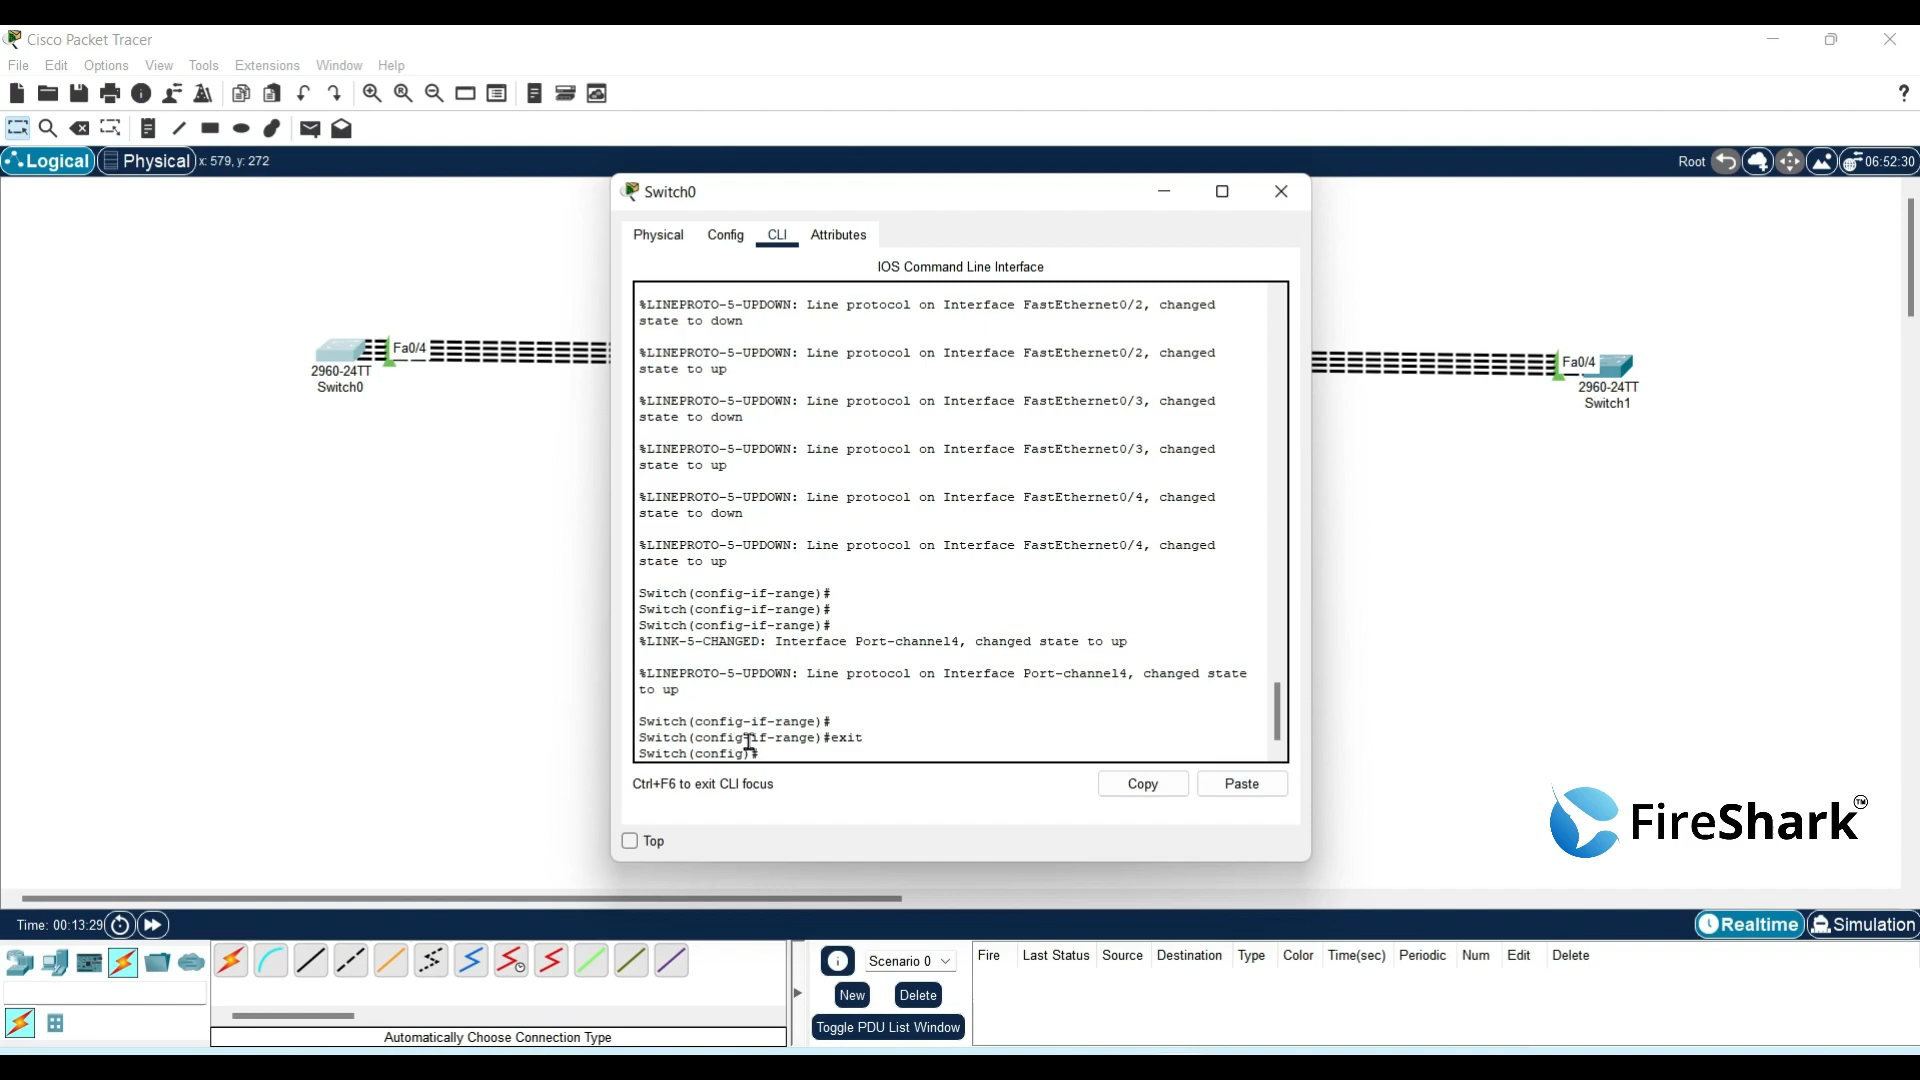 Cisco Packet Tracer
File Edit Options View Tools Extensions Window Help
?
Logical Physical x: 579, y: 272
Root 06:52:30
Switch0
Physical Config CLI Attributes
IOS Command Line Interface
%LINEPROTO-5-UPDOWN: Line protocol on Interface FastEthernet0/2, changed
state to down
%LINEPROTO-5-UPDOWN: Line protocol on Interface FastEthernet0/2, changed
state to up
%LINEPROTO-5-UPDOWN: Line protocol on Interface FastEthernet0/3, changed
state to down
%LINEPROTO-5-UPDOWN: Line protocol on Interface FastEthernet0/3, changed
state to up
%LINEPROTO-5-UPDOWN: Line protocol on Interface FastEthernet0/4, changed
state to down
%LINEPROTO-5-UPDOWN: Line protocol on Interface FastEthernet0/4, changed
state to up
Switch(config-if-range)#
Switch(config-if-range)#
Switch(config-if-range)#
%LINK-5-CHANGED: Interface Port-channel4, changed state to up
%LINEPROTO-5-UPDOWN: Line protocol on Interface Port-channel4, changed state
to up
Switch(config-if-range)#
Switch(config-if-range)#exit
Switch(config)#
Ctrl+F6 to exit CLI focus
Copy Paste
Top
Fa0/4
2960-24TT
Switch0
Fa0/4
2960-24TT
Switch1
FireShark™
Time: 00:13:29
Realtime Simulation
Automatically Choose Connection Type
Scenario 0
New Delete
Toggle PDU List Window
Fire Last Status Source Destination Type Color Time(sec) Periodic Num Edit Delete